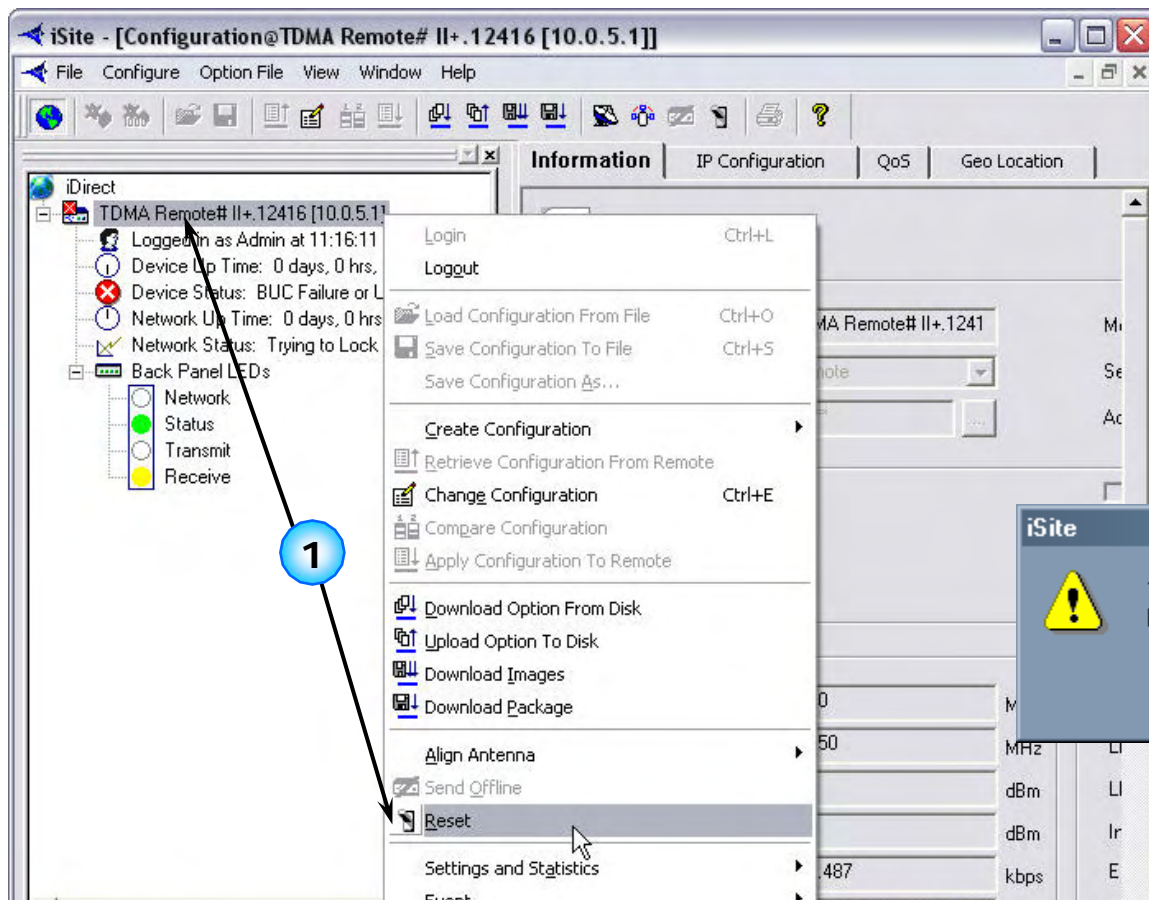 iSite - [Configuration@TDMA Remote# II+.12416 [10.0.5.1]]
File Configure Option File View Window Help
Information IP Configuration QoS Geo Location
iDirect
TDMA Remote# II+.12416 [10.0.5.1]
Logged in as Admin at 11:16:11
Device Up Time: 0 days, 0 hrs,
Device Status: BUC Failure or
Network Up Time: 0 days, 0 hrs
Network Status: Trying to Lock
Back Panel LEDs
Network
Status
Transmit
Receive
1
Login Ctrl+L
Logout
Load Configuration From File Ctrl+O
Save Configuration To File Ctrl+S
Save Configuration As...
Create Configuration
Retrieve Configuration From Remote
Change Configuration Ctrl+E
Compare Configuration
Apply Configuration To Remote
Download Option From Disk
Upload Option To Disk
Download Images
Download Package
Align Antenna
Send Offline
Reset
Settings and Statistics
Event
MA Remote# II+.1241
...
iSite
50 MHz
dBm
dBm
.487 kbps